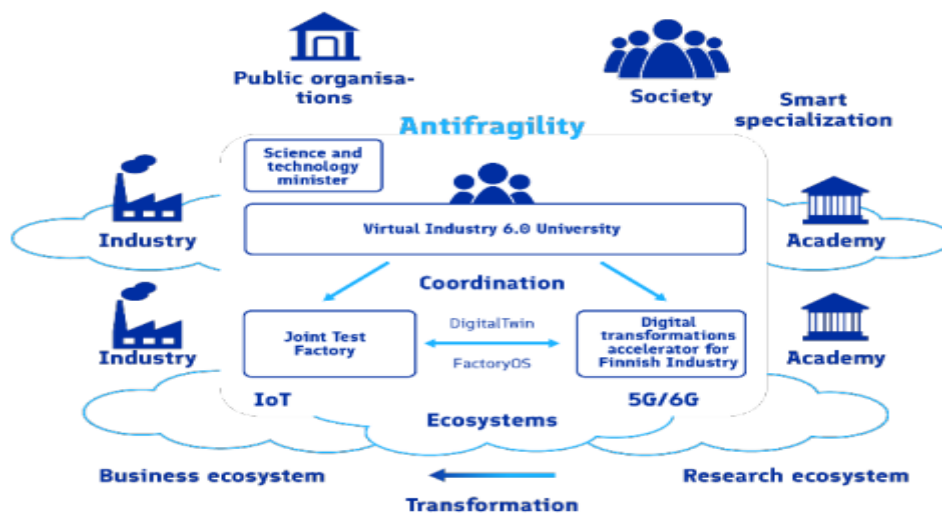 Public organisa-
tions
Society
Smart
specialization
Antifragility
Science and
technology
minister
Industry
Virtual Industry 6.0 University
Academy
Coordination
Industry
Joint Test
Factory
DigitalTwin
FactoryOS
Digital
transformations
accelerator for
Finnish Industry
Academy
IoT
5G/6G
Ecosystems
Business ecosystem
Research ecosystem
Transformation